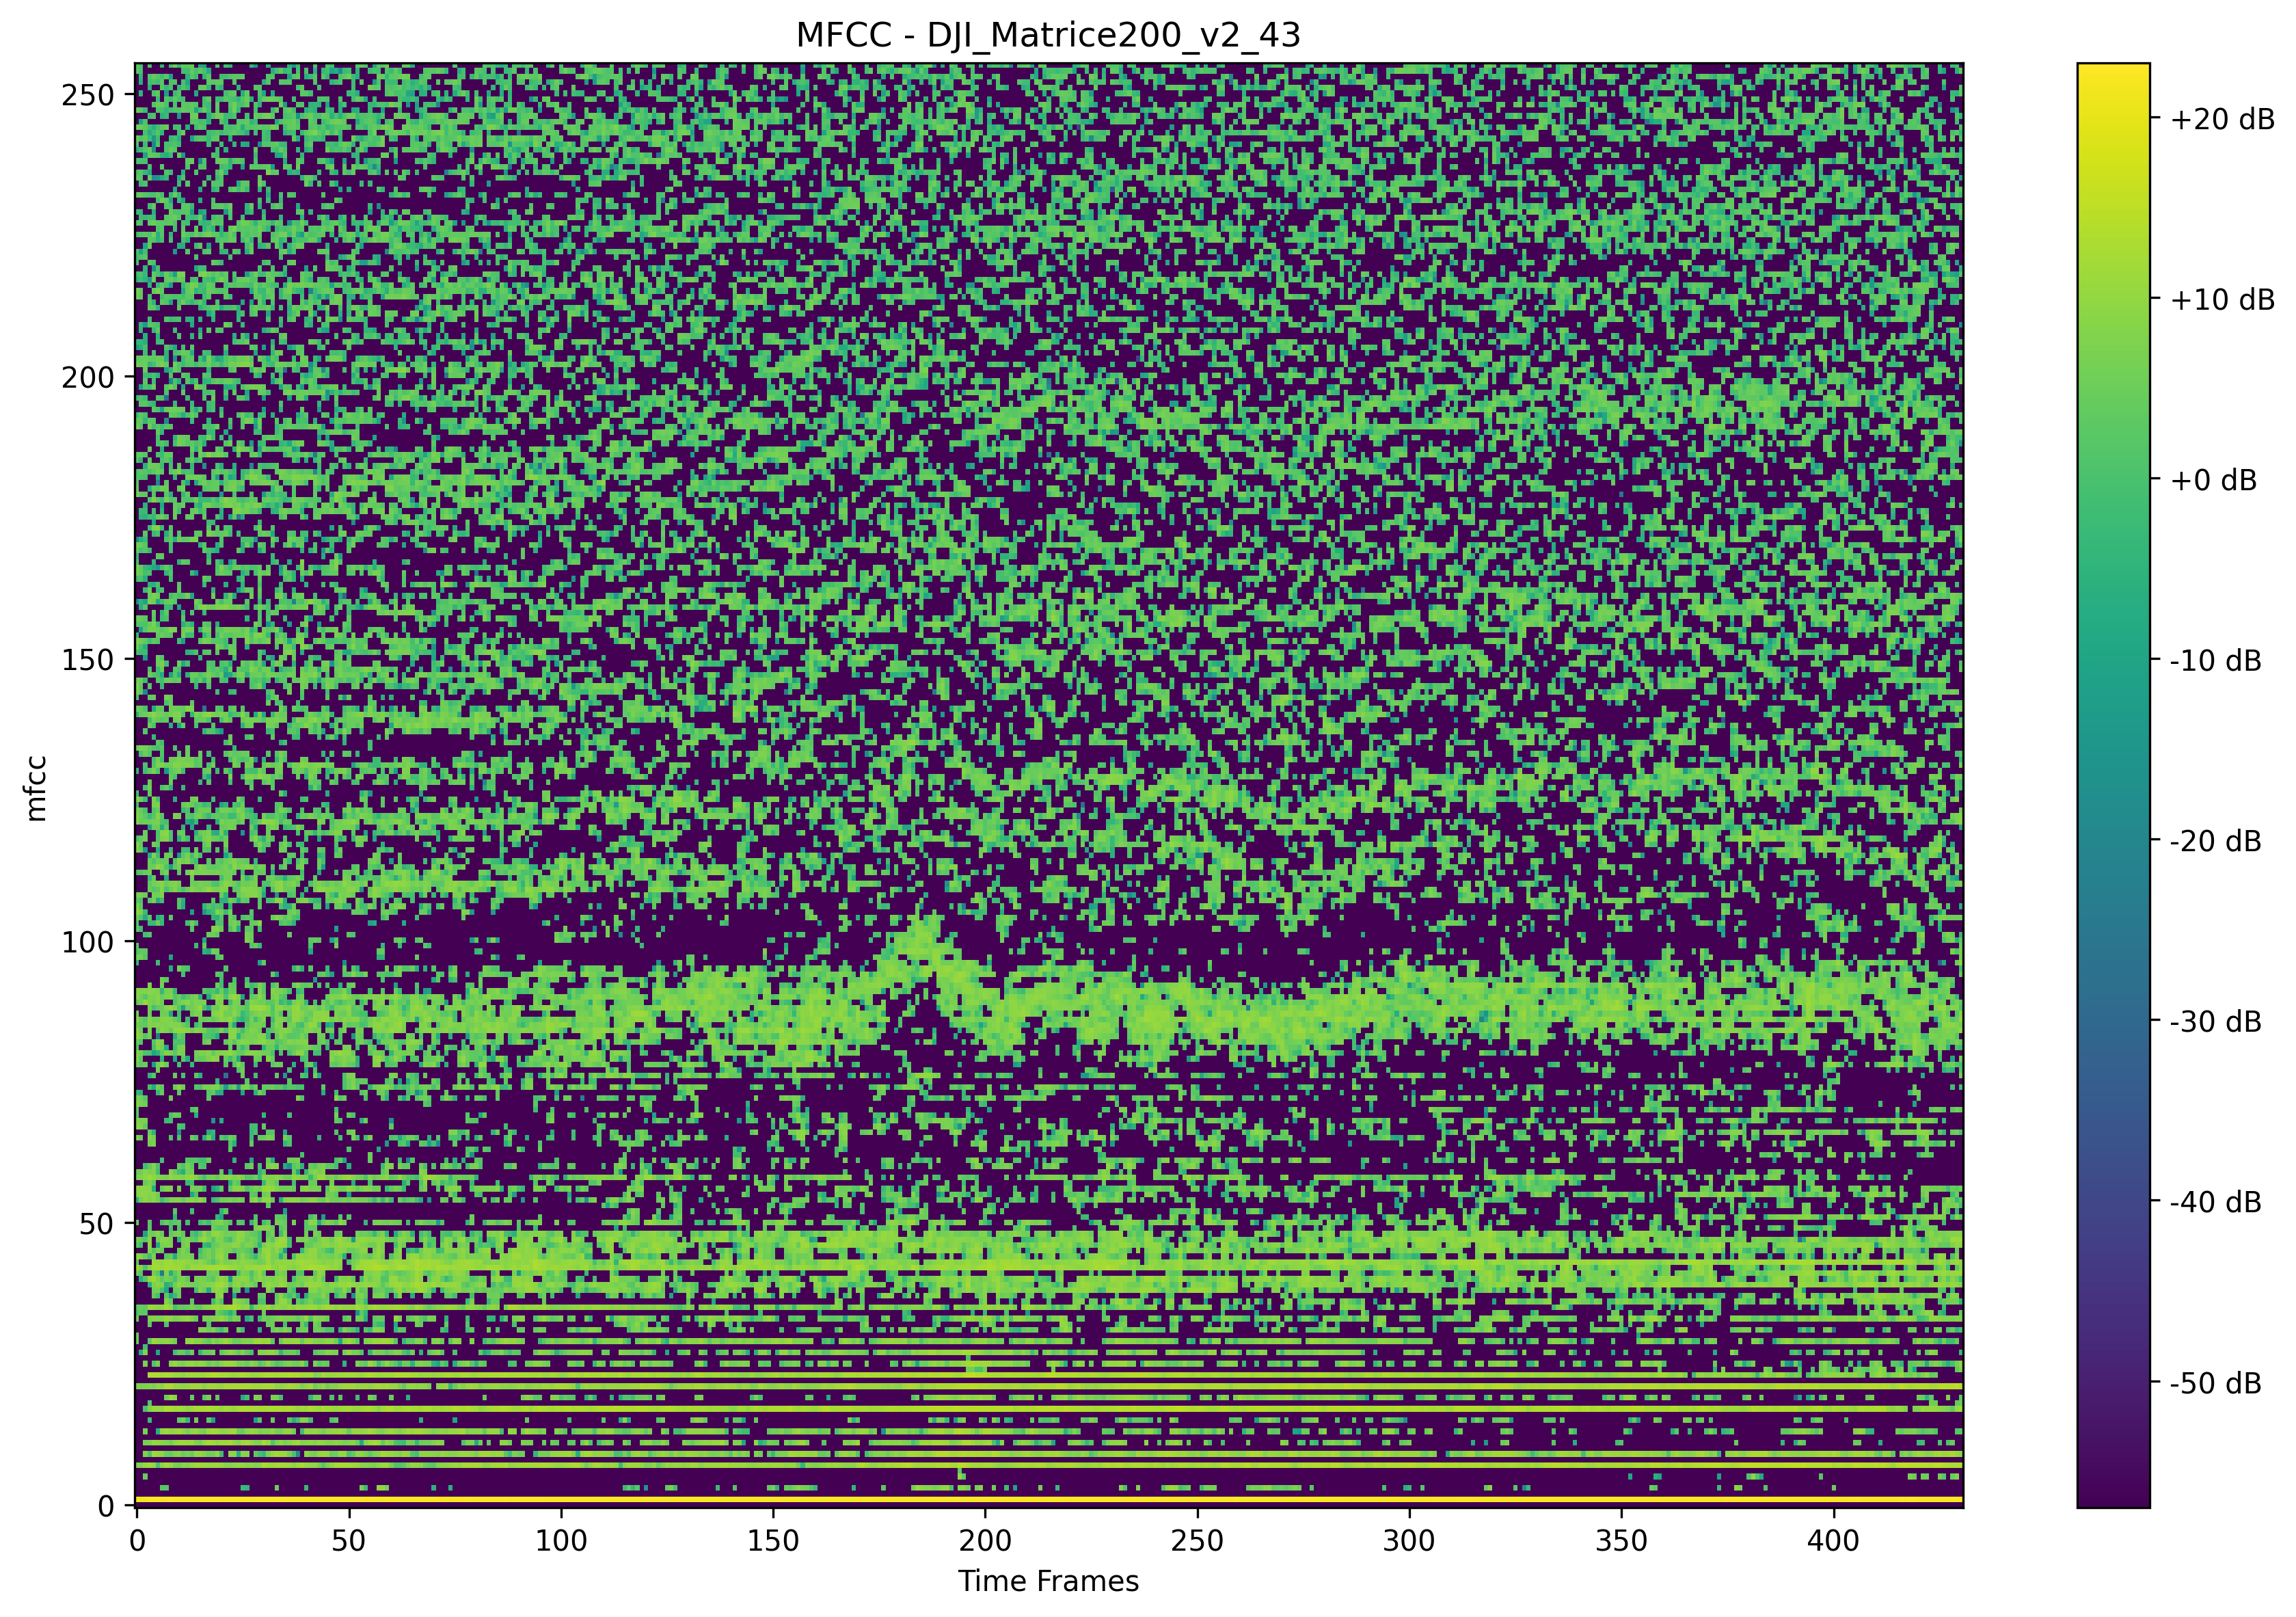 MFCC - DJI_Matrice200_v2_43
250
200
150
100
50
0
mfcc
0
50
100
150
200
250
300
350
400
Time Frames
+20 dB
+10 dB
+0 dB
-10 dB
-20 dB
-30 dB
-40 dB
-50 dB